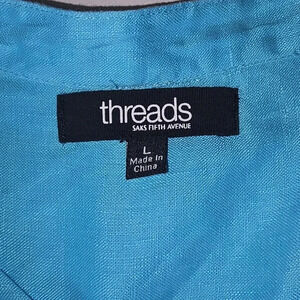 threads
SAKS FIFTH AVENUE
L
Made In
China